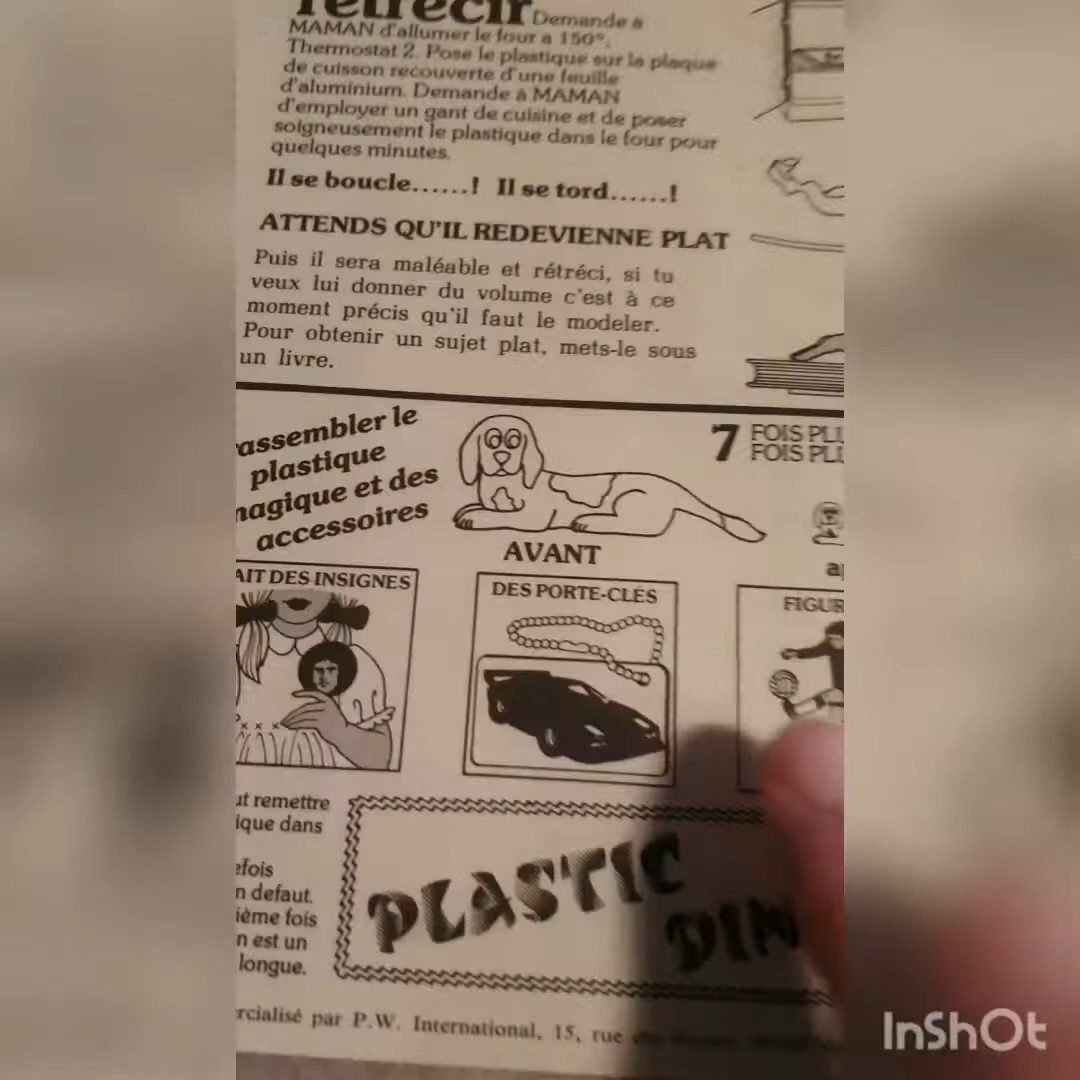 rétrécir Demande à
MAMAN d'allumer le four a 150°,
Thermostat 2. Pose le plastique sur la plaque
de cuisson recouverte d'une feuille
d'aluminium. Demande à MAMAN
d'employer un gant de cuisine et de poser
soigneusement le plastique dans le four pour
quelques minutes.
Il se boucle......! Il se tord......!
ATTENDS QU'IL REDEVIENNE PLAT
Puis il sera maléable et rétréci, si tu
veux lui donner du volume c'est à ce
moment précis qu'il faut le modeler.
Pour obtenir un sujet plat, mets-le sous
un livre.
rassembler le
plastique
magique et des
accessoires
7 FOIS PLU
FOIS PLU
AVANT
AIT DES INSIGNES
DES PORTE-CLÉS
FIGUR
ut remettre
ique dans
efois
n defaut.
ième fois
n est un
longue.
PLASTIC
DIN
rcialisé par P.W. International, 15, rue
InShOt